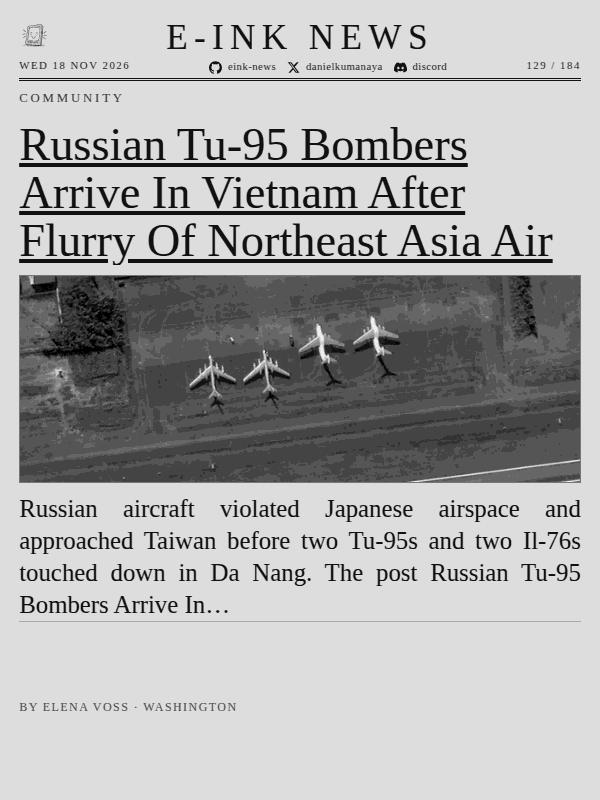 E-INK NEWS
WED 18 NOV 2026
eink-news danielkumanaya discord
129 / 184
COMMUNITY
Russian Tu-95 Bombers
Arrive In Vietnam After
Flurry Of Northeast Asia Air
Russian aircraft violated Japanese airspace and
approached Taiwan before two Tu-95s and two Il-76s
touched down in Da Nang. The post Russian Tu-95
Bombers Arrive In…
BY ELENA VOSS · WASHINGTON